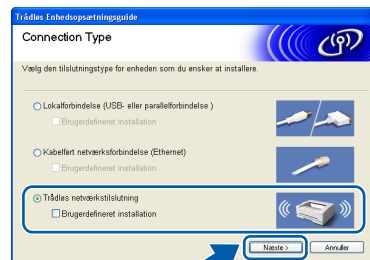 Trådløs Enhedsopsætningsguide
Connection Type
Vælg den tilslutningstype for enheden som du ønsker at installere.
Lokalforbindelse (USB- eller parallelforbindelse )
Brugerdefineret installation
Kabelført netværksforbindelse (Ethernet)
Brugerdefineret installation
Trådløs netværkstilslutning
Brugerdefineret installation
Næste >
Annuller